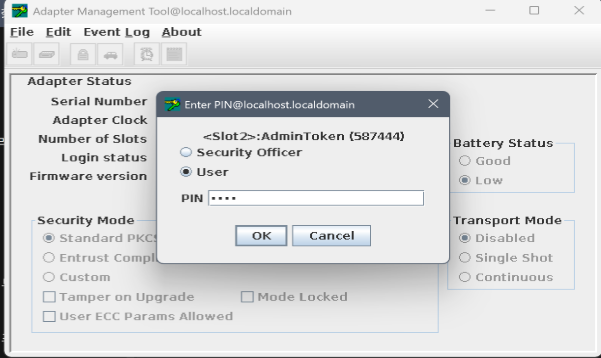 Adapter Management Tool@localhost.localdomain
File Edit Event Log About
Adapter Status
Serial Number
Adapter Clock
Number of Slots
Login status
Firmware version
Enter PIN@localhost.localdomain
<Slot2>:AdminToken (587444)
Security Officer
User
PIN ••••
OK Cancel
Battery Status
Good
Low
Security Mode
Standard PKCS
Entrust Compl
Custom
Tamper on Upgrade Mode Locked
User ECC Params Allowed
Transport Mode
Disabled
Single Shot
Continuous